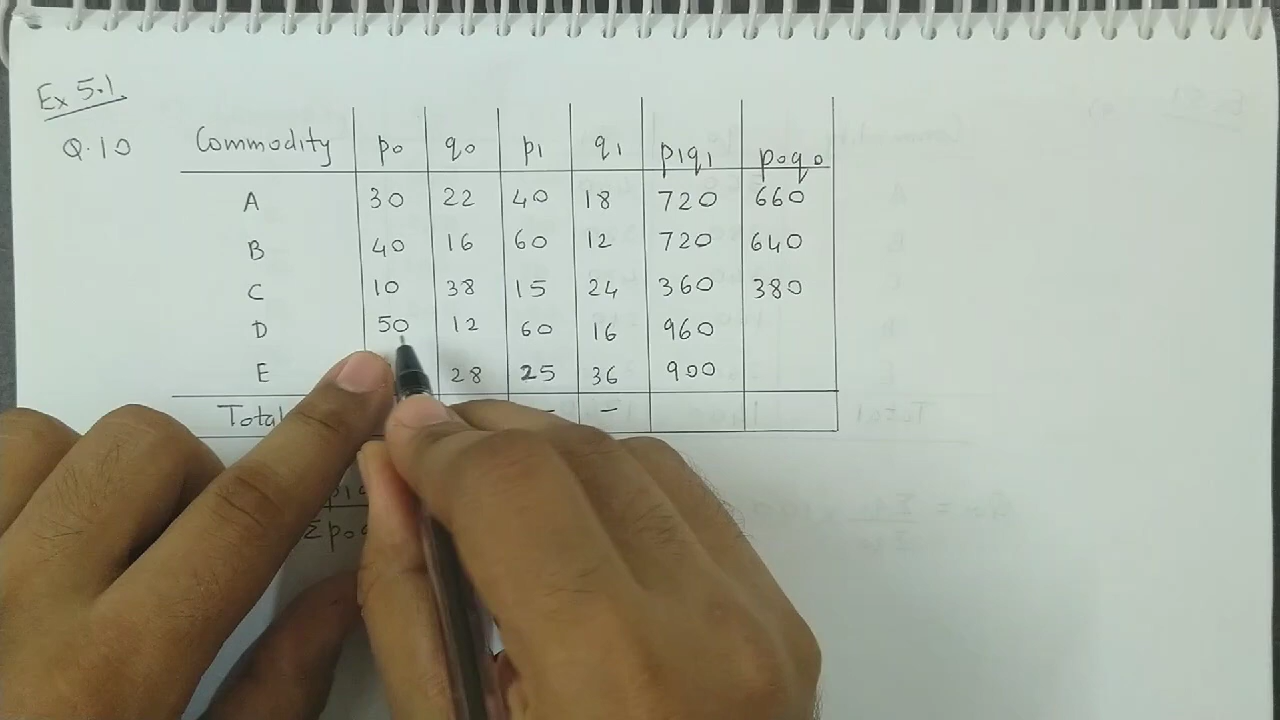 Ex 5.1
Q.10 Commodity p0 q0 p1 q1 p1q1 p0q0
A 30 22 40 18 720 660
B 40 16 60 12 720 640
C 10 38 15 24 360 380
D 50 12 60 16 960
E 28 25 36 900
Total - -
Σp0